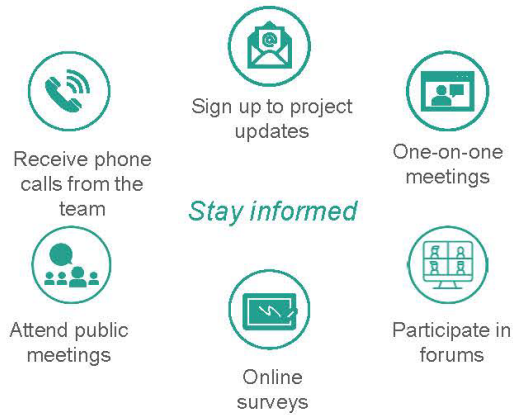 Sign up to project
updates
Receive phone
calls from the
team
One-on-one
meetings
Stay informed
Attend public
meetings
Participate in
forums
Online
surveys